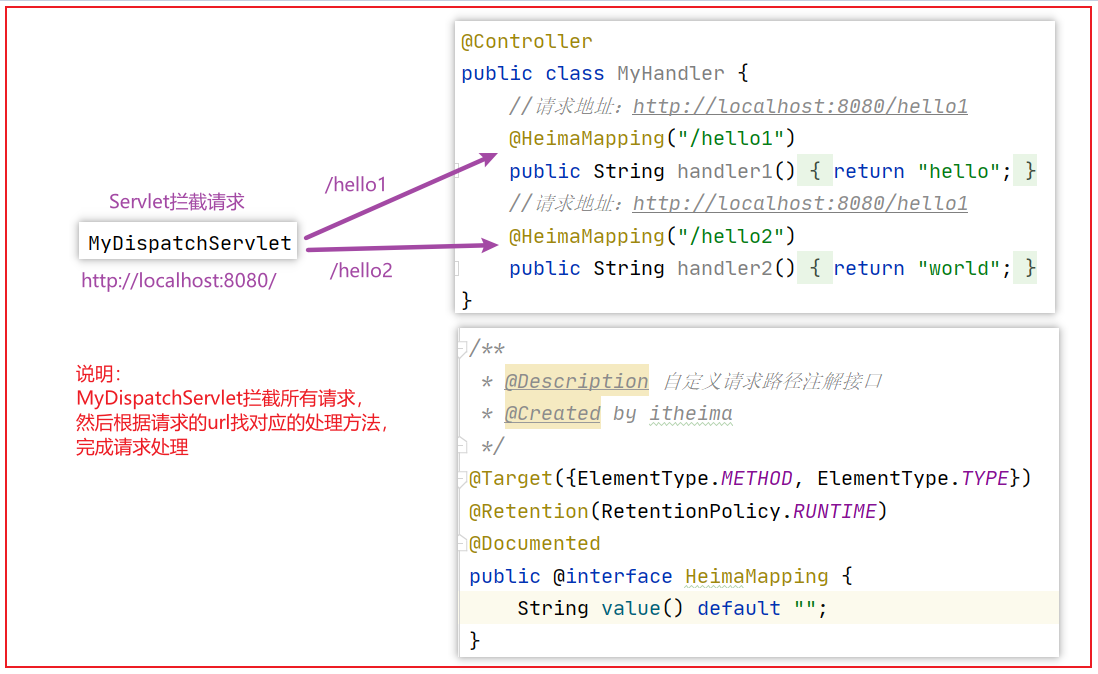 @Controller
public class MyHandler {
//请求地址：http://localhost:8080/hello1
@HeimaMapping("/hello1")
public String handler1() { return "hello"; }
//请求地址：http://localhost:8080/hello1
@HeimaMapping("/hello2")
public String handler2() { return "world"; }
}
/hello1
Servlet拦截请求
MyDispatchServlet
http://localhost:8080/
/hello2
说明：
MyDispatchServlet拦截所有请求，
然后根据请求的url找对应的处理方法，
完成请求处理
/**
* @Description 自定义请求路径注解接口
* @Created by itheima
*/
@Target({ElementType.METHOD, ElementType.TYPE})
@Retention(RetentionPolicy.RUNTIME)
@Documented
public @interface HeimaMapping {
String value() default "";
}